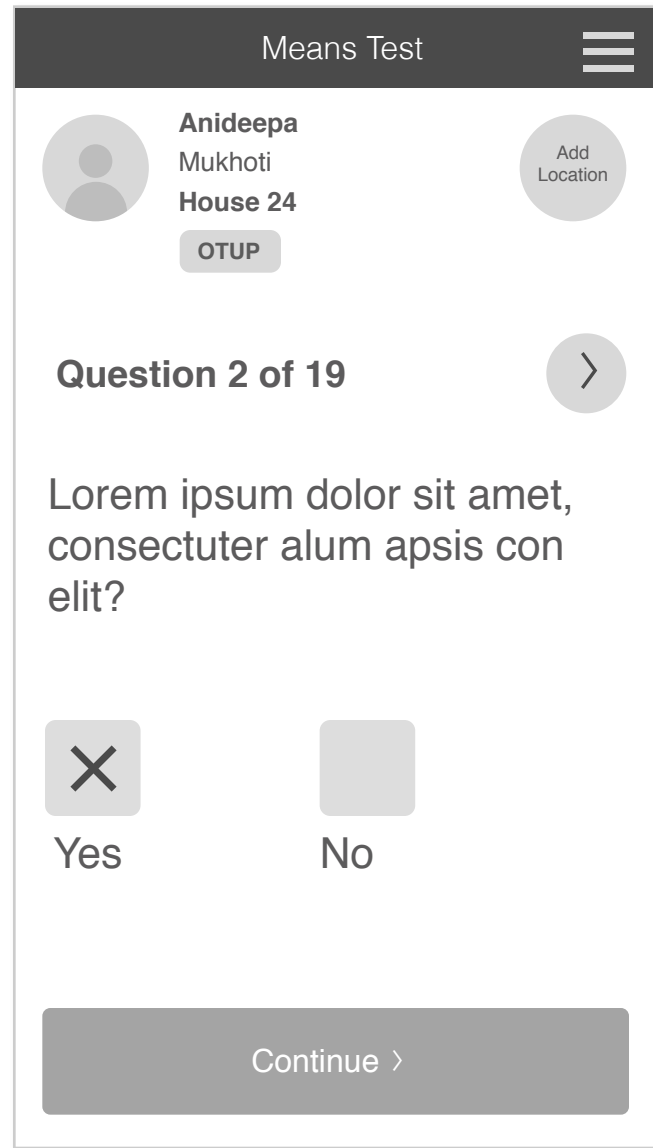 Means Test
Anideepa
Mukhoti
House 24
OTUP
Add
Location
Question 2 of 19
Lorem ipsum dolor sit amet,
consectuter alum apsis con
elit?
Yes
No
Continue